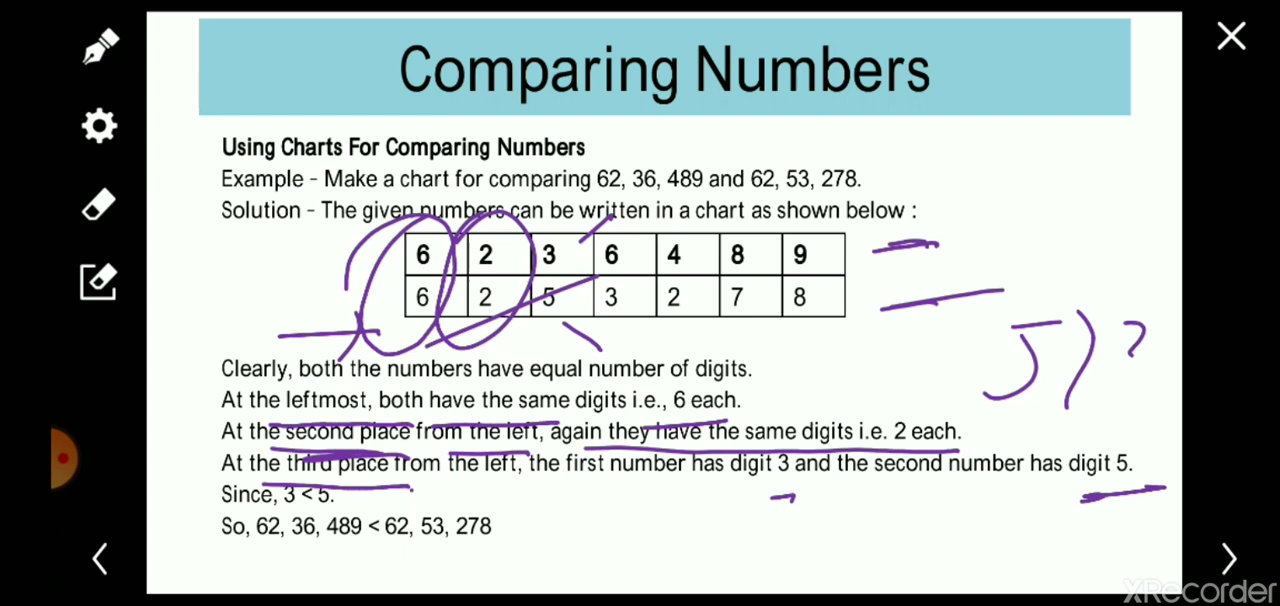 Comparing Numbers
Using Charts For Comparing Numbers
Example - Make a chart for comparing 62, 36, 489 and 62, 53, 278.
Solution - The given numbers can be written in a chart as shown below :
6 2 3 6 4 8 9
6 2 5 3 2 7 8
Clearly, both the numbers have equal number of digits.
At the leftmost, both have the same digits i.e., 6 each.
At the second place from the left, again they have the same digits i.e. 2 each.
At the third place from the left, the first number has digit 3 and the second number has digit 5.
Since, 3 < 5.
So, 62, 36, 489 < 62, 53, 278
XRecorder